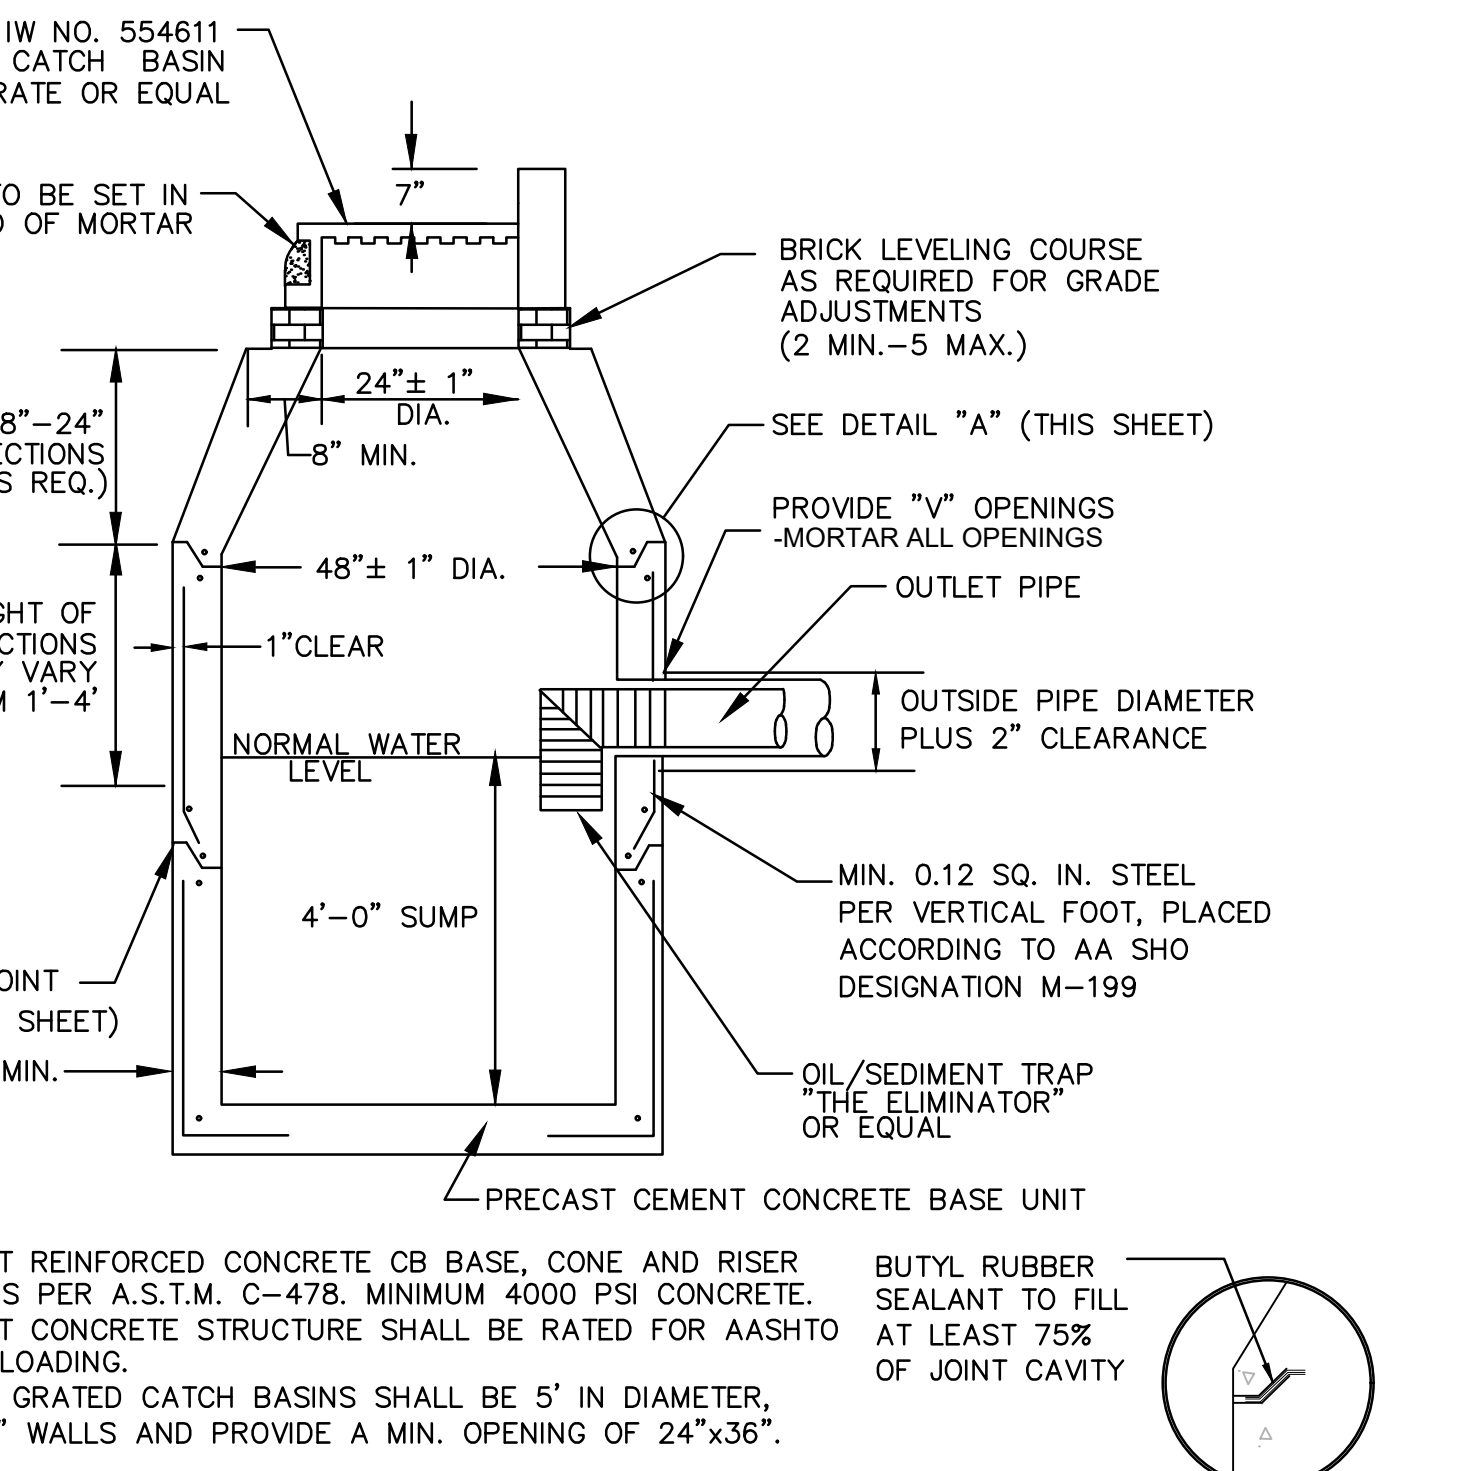 IW NO. 554611
CATCH BASIN
RATE OR EQUAL
TO BE SET IN
OF MORTAR
7"
BRICK LEVELING COURSE
AS REQUIRED FOR GRADE
ADJUSTMENTS
(2 MIN.-5 MAX.)
24"± 1"
DIA.
8" MIN.
8"-24"
ECTIONS
S REQ.)
SEE DETAIL "A" (THIS SHEET)
PROVIDE "V" OPENINGS
-MORTAR ALL OPENINGS
48"± 1" DIA.
OUTLET PIPE
GHT OF
CTIONS
Y VARY
M 1'-4'
1"CLEAR
OUTSIDE PIPE DIAMETER
PLUS 2" CLEARANCE
NORMAL WATER
LEVEL
4'-0" SUMP
MIN. 0.12 SQ. IN. STEEL
PER VERTICAL FOOT, PLACED
ACCORDING TO AA SHO
DESIGNATION M-199
OINT
SHEET)
MIN.
OIL/SEDIMENT TRAP
"THE ELIMINATOR"
OR EQUAL
PRECAST CEMENT CONCRETE BASE UNIT
T REINFORCED CONCRETE CB BASE, CONE AND RISER
S PER A.S.T.M. C-478. MINIMUM 4000 PSI CONCRETE.
T CONCRETE STRUCTURE SHALL BE RATED FOR AASHTO
LOADING.
GRATED CATCH BASINS SHALL BE 5' IN DIAMETER,
" WALLS AND PROVIDE A MIN. OPENING OF 24"x36".
BUTYL RUBBER
SEALANT TO FILL
AT LEAST 75%
OF JOINT CAVITY